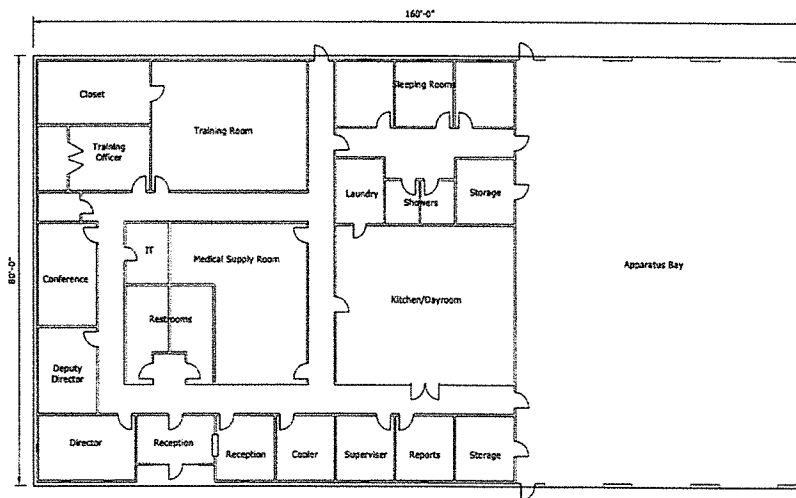 160'-0"
Closet
Sleeping Rooms
Training Room
Training
Officer
Laundry
Showers
Storage
80'-0"
IT
Medical Supply Room
Conference
Kitchen/Dayroom
Apparatus Bay
Restrooms
Deputy
Director
Director
Reception
Reception
Cooler
Superviser
Reports
Storage